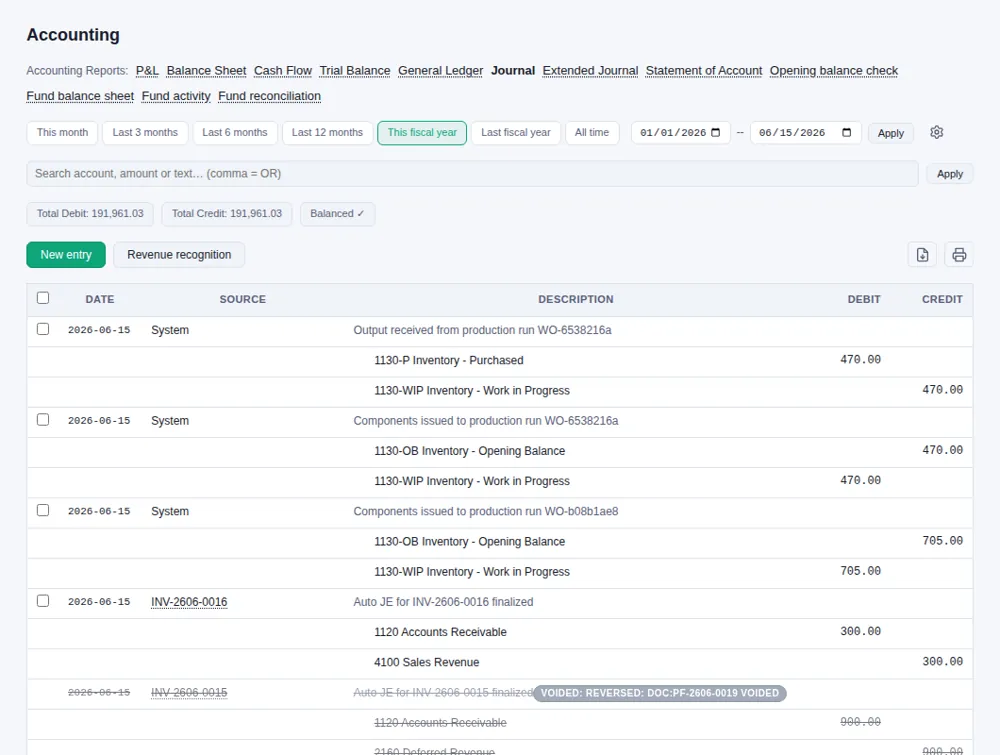 Accounting
Accounting Reports: P&L Balance Sheet Cash Flow Trial Balance General Ledger Journal Extended Journal Statement of Account Opening balance check
Fund balance sheet Fund activity Fund reconciliation
This month Last 3 months Last 6 months Last 12 months This fiscal year Last fiscal year All time 01/01/2026 -- 06/15/2026 Apply
Search account, amount or text… (comma = OR) Apply
Total Debit: 191,961.03 Total Credit: 191,961.03 Balanced ✓
New entry Revenue recognition
DATE SOURCE DESCRIPTION DEBIT CREDIT
2026-06-15 System Output received from production run WO-6538216a
1130-P Inventory - Purchased 470.00
1130-WIP Inventory - Work in Progress 470.00
2026-06-15 System Components issued to production run WO-6538216a
1130-OB Inventory - Opening Balance 470.00
1130-WIP Inventory - Work in Progress 470.00
2026-06-15 System Components issued to production run WO-b08b1ae8
1130-OB Inventory - Opening Balance 705.00
1130-WIP Inventory - Work in Progress 705.00
2026-06-15 INV-2606-0016 Auto JE for INV-2606-0016 finalized
1120 Accounts Receivable 300.00
4100 Sales Revenue 300.00
2026-06-15 INV-2606-0015 Auto JE for INV-2606-0015 finalized VOIDED: REVERSED: DOC:PF-2606-0019 VOIDED
1120 Accounts Receivable 900.00
2160 Deferred Revenue 900.00